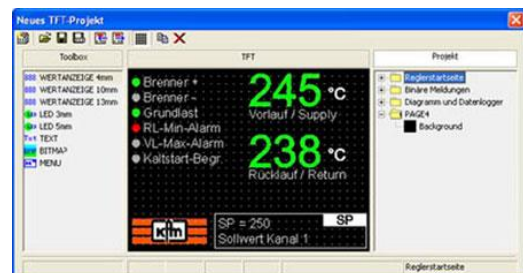 Neues TFT-Projekt
Toolbox
TFT
Projekt
WERTANZEIGE 4mm
WERTANZEIGE 10mm
WERTANZEIGE 13mm
LED 3mm
LED 5mm
TEXT
BITMAP
MENU
Brenner +
Brenner -
Grundlast
RL-Min-Alarm
VL-Max-Alarm
Kaltstart-Begr.
245 °C
Vorlauf / Supply
238 °C
Rücklauf / Return
kfm
SP = 250
SP
Sollwert Kanal 1
Reglerstartseite
Binäre Meldungen
Diagramm und Datenlogger
PAGE4
Background
Reglerstartseite